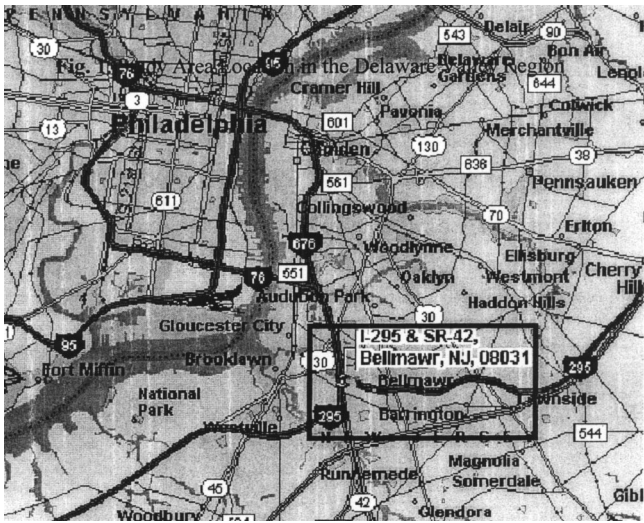 PENNSYLVANIA
30
95
543
Delair
90
Bon Air
76
Fig. 1 Study Area Location in the Delaware Valley Region
Delaware
Gardens
Cramer Hill
644
3
Pavonia
Colwick
13
Philadelphia
601
Merchantville
Camden
130
636
38
561
Pennsauken
611
Collingswood
70
Erlton
676
Woodlynne
Ellisburg
76
551
Oaklyn
Westmont
Cherry
Hill
Audubon Park
Haddon Hills
30
Gloucester City
95
I-295 & SR-42,
Bellmawr, NJ, 08031
Fort Mifflin
Brooklawn
130
295
Bellmawr
National
Park
Lawnside
295
Barrington
Westville
544
NEW JERSEY
Runnemede
Magnolia
Somerdale
45
42
Woodbury
Glendora